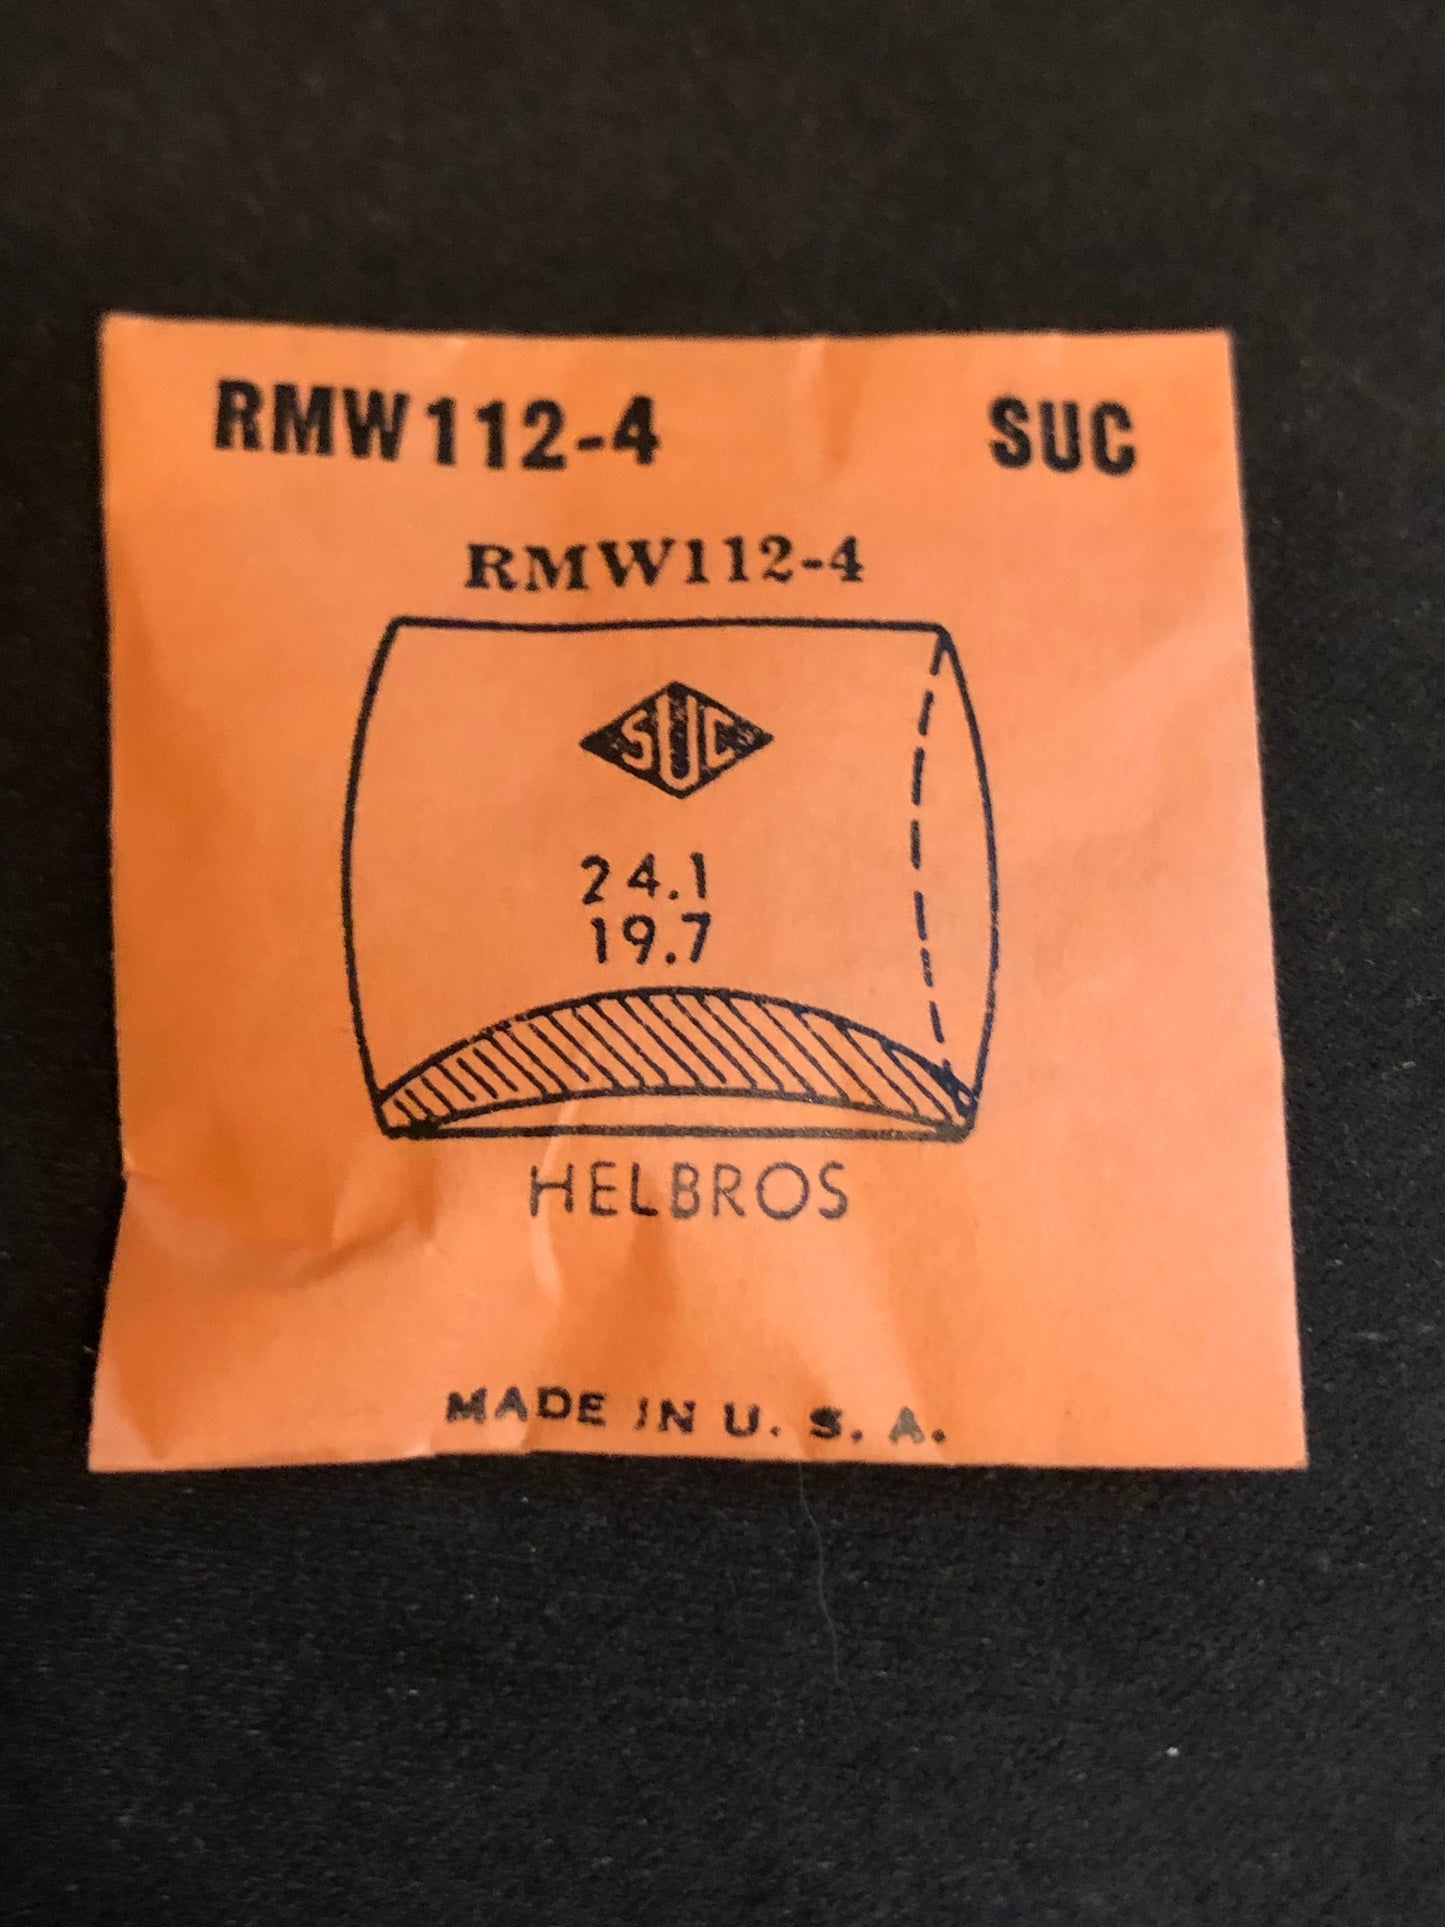 RMW112-4 SUC
RMW112-4
SUC
24.1
19.7
HELBROS
MADE IN U. S. A.